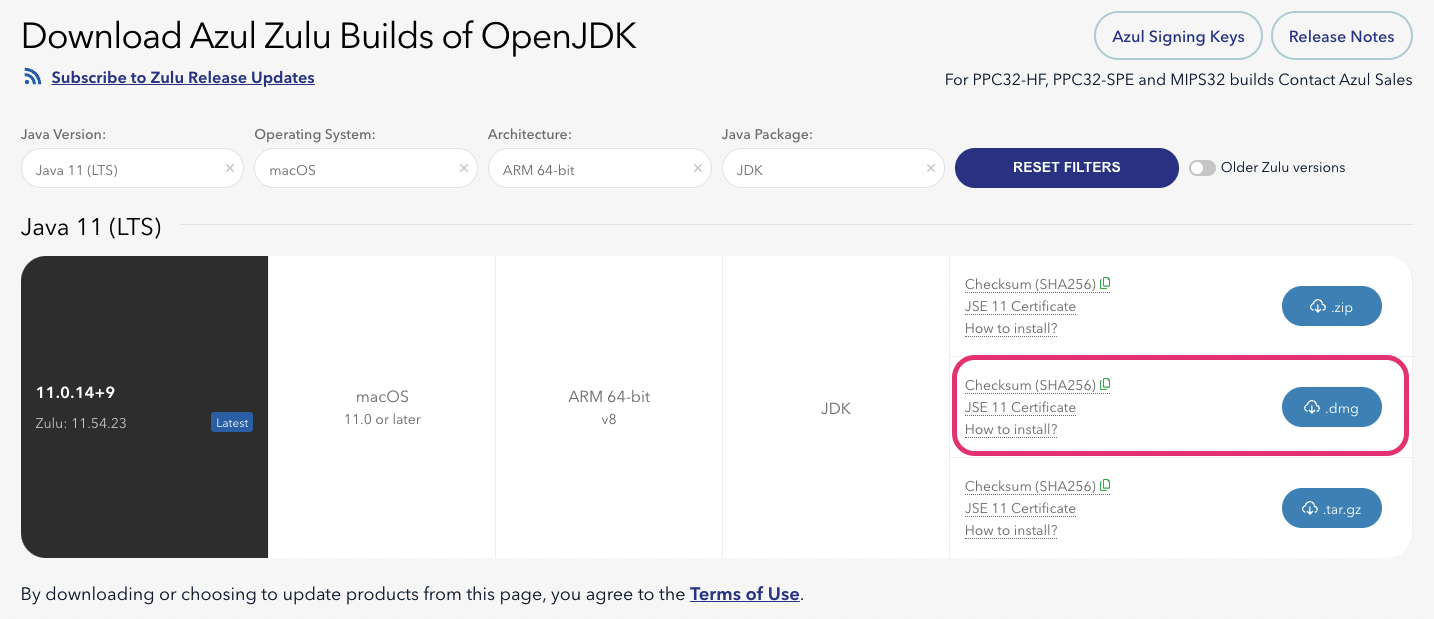 Download Azul Zulu Builds of OpenJDK
Azul Signing Keys
Release Notes
Subscribe to Zulu Release Updates
For PPC32-HF, PPC32-SPE and MIPS32 builds Contact Azul Sales
Java Version:
Operating System:
Architecture:
Java Package:
Java 11 (LTS) ×
macOS ×
ARM 64-bit ×
JDK ×
RESET FILTERS
Older Zulu versions
Java 11 (LTS)
11.0.14+9
Zulu: 11.54.23
Latest
macOS
11.0 or later
ARM 64-bit
v8
JDK
Checksum (SHA256)
JSE 11 Certificate
How to install?
.zip
Checksum (SHA256)
JSE 11 Certificate
How to install?
.dmg
Checksum (SHA256)
JSE 11 Certificate
How to install?
.tar.gz
By downloading or choosing to update products from this page, you agree to the Terms of Use.